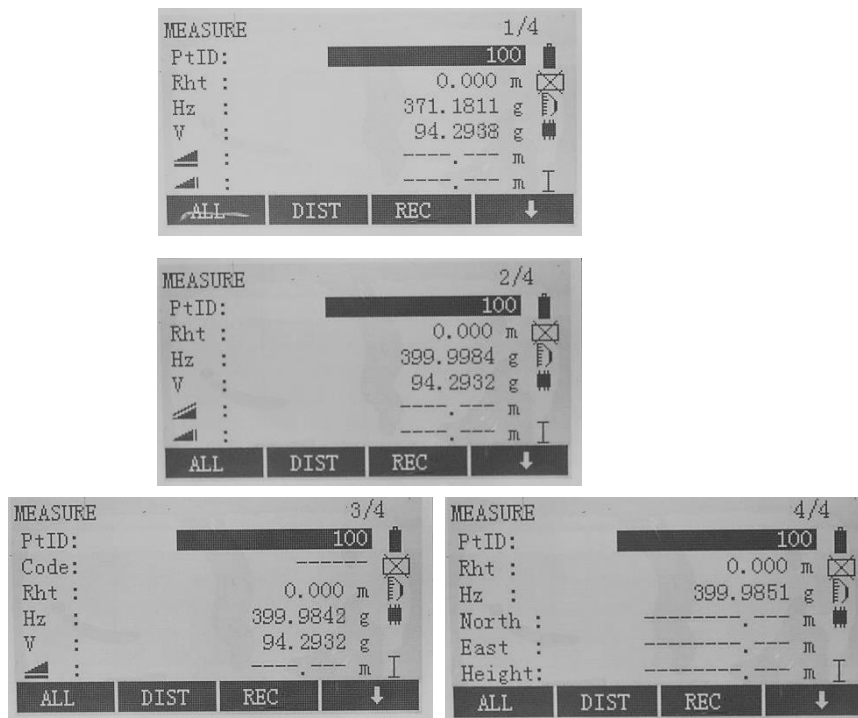 MEASURE 1/4
PtID: 100
Rht : 0.000 m
Hz : 371.1811 g
V : 94.2938 g
: ----.--- m
: ----.--- m
ALL DIST REC
MEASURE 2/4
PtID: 100
Rht : 0.000 m
Hz : 399.9984 g
V : 94.2932 g
: ----.--- m
: ----.--- m
ALL DIST REC
MEASURE 3/4
PtID: 100
Code: ------
Rht : 0.000 m
Hz : 399.9842 g
V : 94.2932 g
: ----.--- m
ALL DIST REC
MEASURE 4/4
PtID: 100
Rht : 0.000 m
Hz : 399.9851 g
North : -------.--- m
East : -------.--- m
Height: -------.--- m
ALL DIST REC